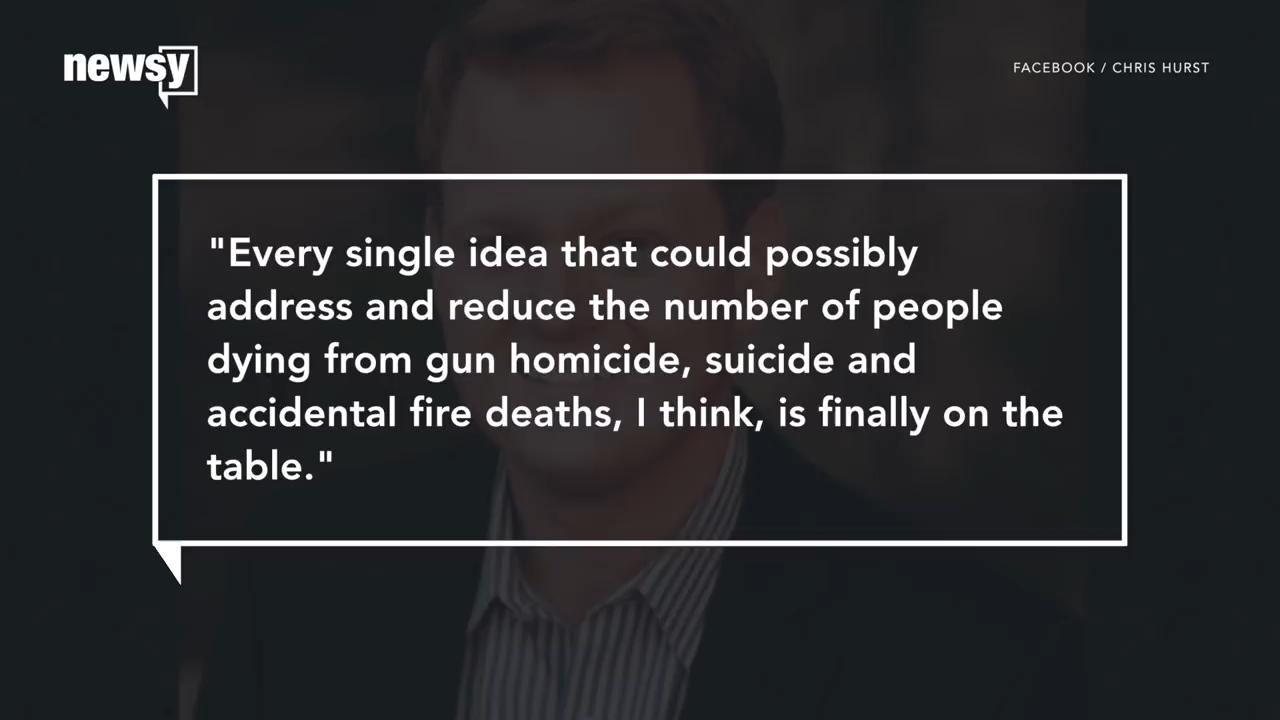 newsy
FACEBOOK / CHRIS HURST
"Every single idea that could possibly
address and reduce the number of people
dying from gun homicide, suicide and
accidental fire deaths, I think, is finally on the
table."